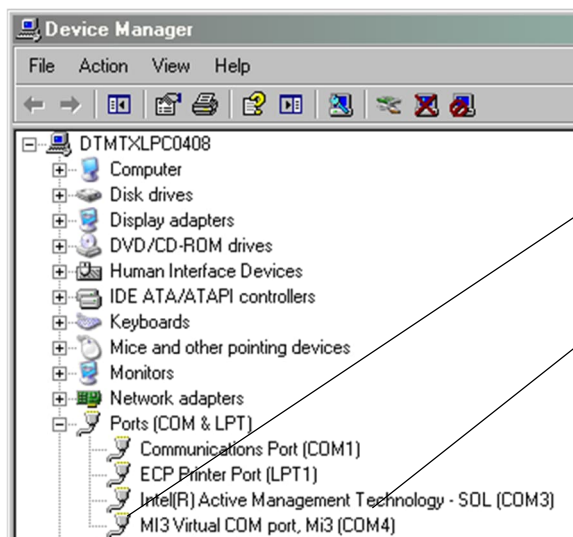 Device Manager
File Action View Help
DTMTXLPC0408
Computer
Disk drives
Display adapters
DVD/CD-ROM drives
Human Interface Devices
IDE ATA/ATAPI controllers
Keyboards
Mice and other pointing devices
Monitors
Network adapters
Ports (COM & LPT)
Communications Port (COM1)
ECP Printer Port (LPT1)
Intel(R) Active Management Technology - SOL (COM3)
MI3 Virtual COM port, Mi3 (COM4)